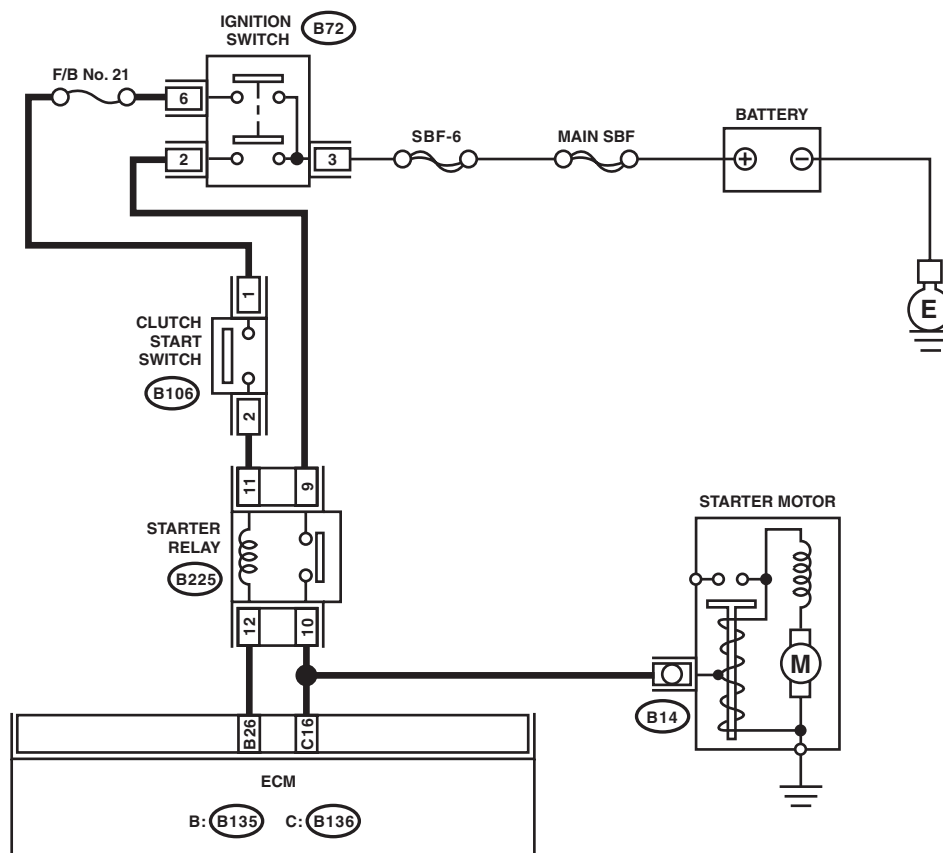 IGNITION
SWITCH
B72
F/B No. 21
6
2
3
SBF-6
MAIN SBF
BATTERY
+
−
E
1
CLUTCH
START
SWITCH
B106
2
11
9
STARTER
RELAY
B225
12
10
STARTER MOTOR
M
B14
B26
C16
ECM
B: B135 C: B136